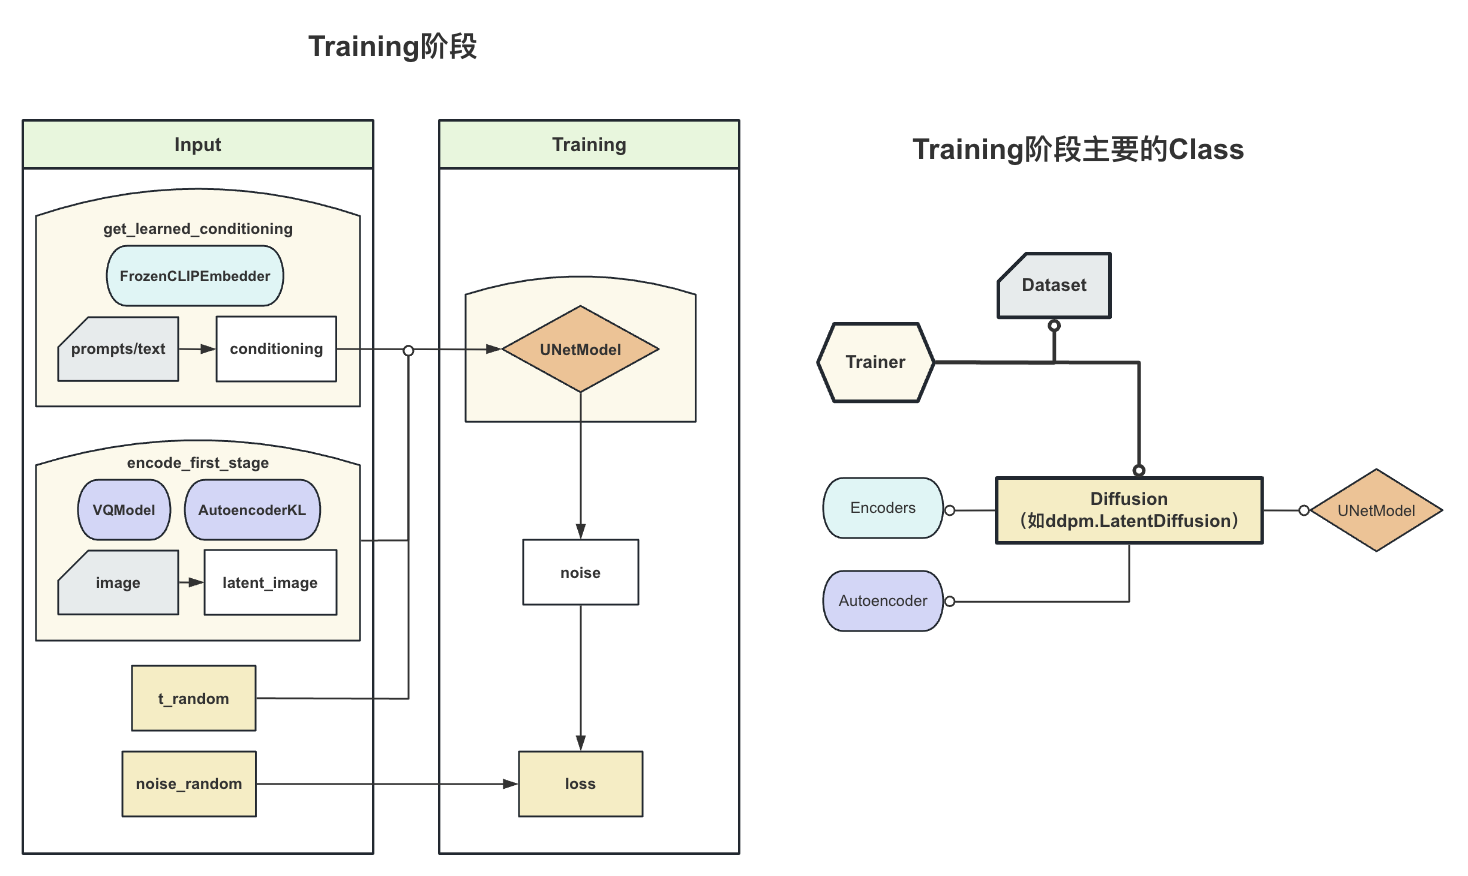 Training阶段
Input
get_learned_conditioning
FrozenCLIPEmbedder
prompts/text
conditioning
encode_first_stage
VQModel
AutoencoderKL
image
latent_image
t_random
noise_random
Training
UNetModel
noise
loss
Training阶段主要的Class
Dataset
Trainer
Encoders
Diffusion
（如ddpm.LatentDiffusion）
UNetModel
Autoencoder